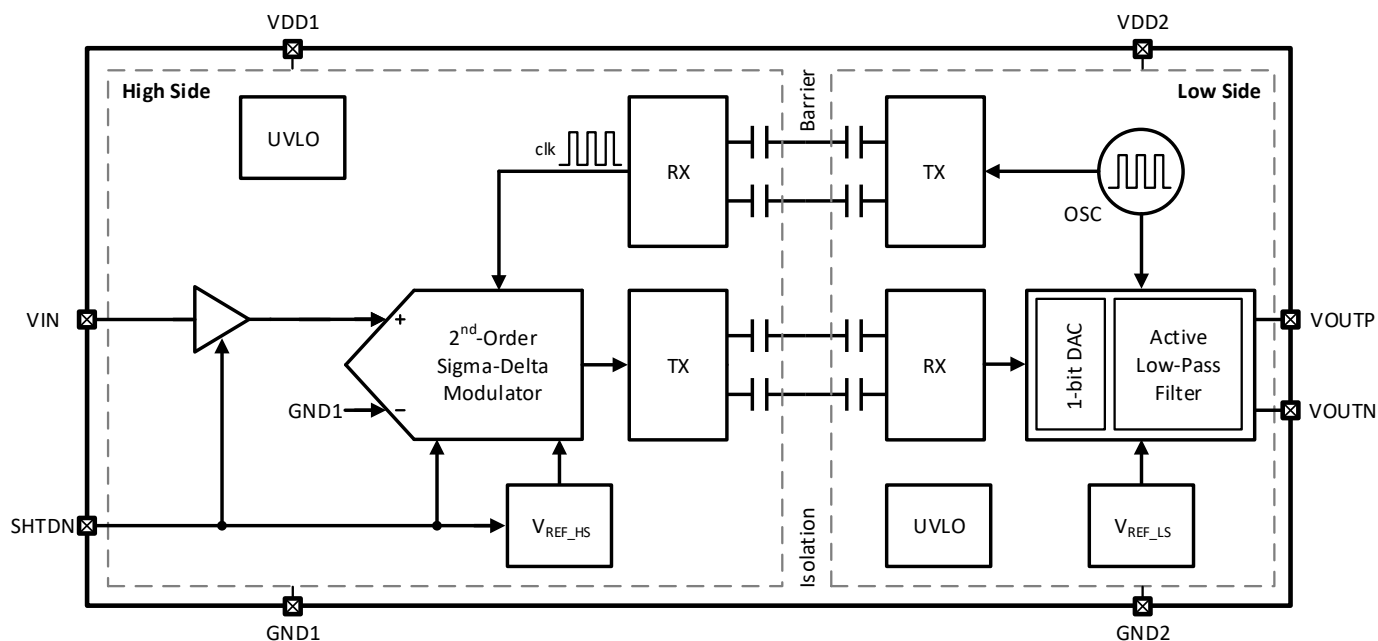 VDD1
VDD2
High Side
Barrier
Low Side
UVLO
clk
RX
TX
OSC
VIN
+
2nd-Order
Sigma-Delta
Modulator
TX
RX
1-bit DAC
Active
Low-Pass
Filter
VOUTP
GND1
−
VOUTN
SHTDN
VREF_HS
Isolation
UVLO
VREF_LS
GND1
GND2